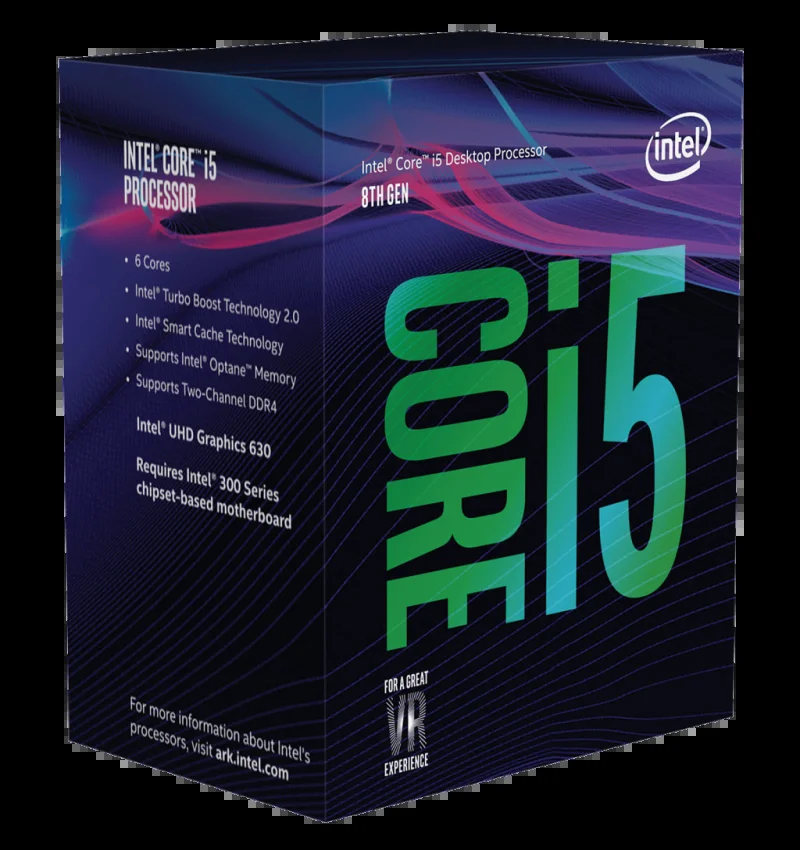 INTEL® CORE™ i5
PROCESSOR
• 6 Cores
• Intel® Turbo Boost Technology 2.0
• Intel® Smart Cache Technology
• Supports Intel® Optane™ Memory
• Supports Two-Channel DDR4
Intel® UHD Graphics 630
Requires Intel® 300 Series
chipset-based motherboard
For more information about Intel's
processors, visit ark.intel.com
Intel® Core™ i5 Desktop Processor
8TH GEN
intel®
CORE i5
FOR A GREAT
VR
EXPERIENCE